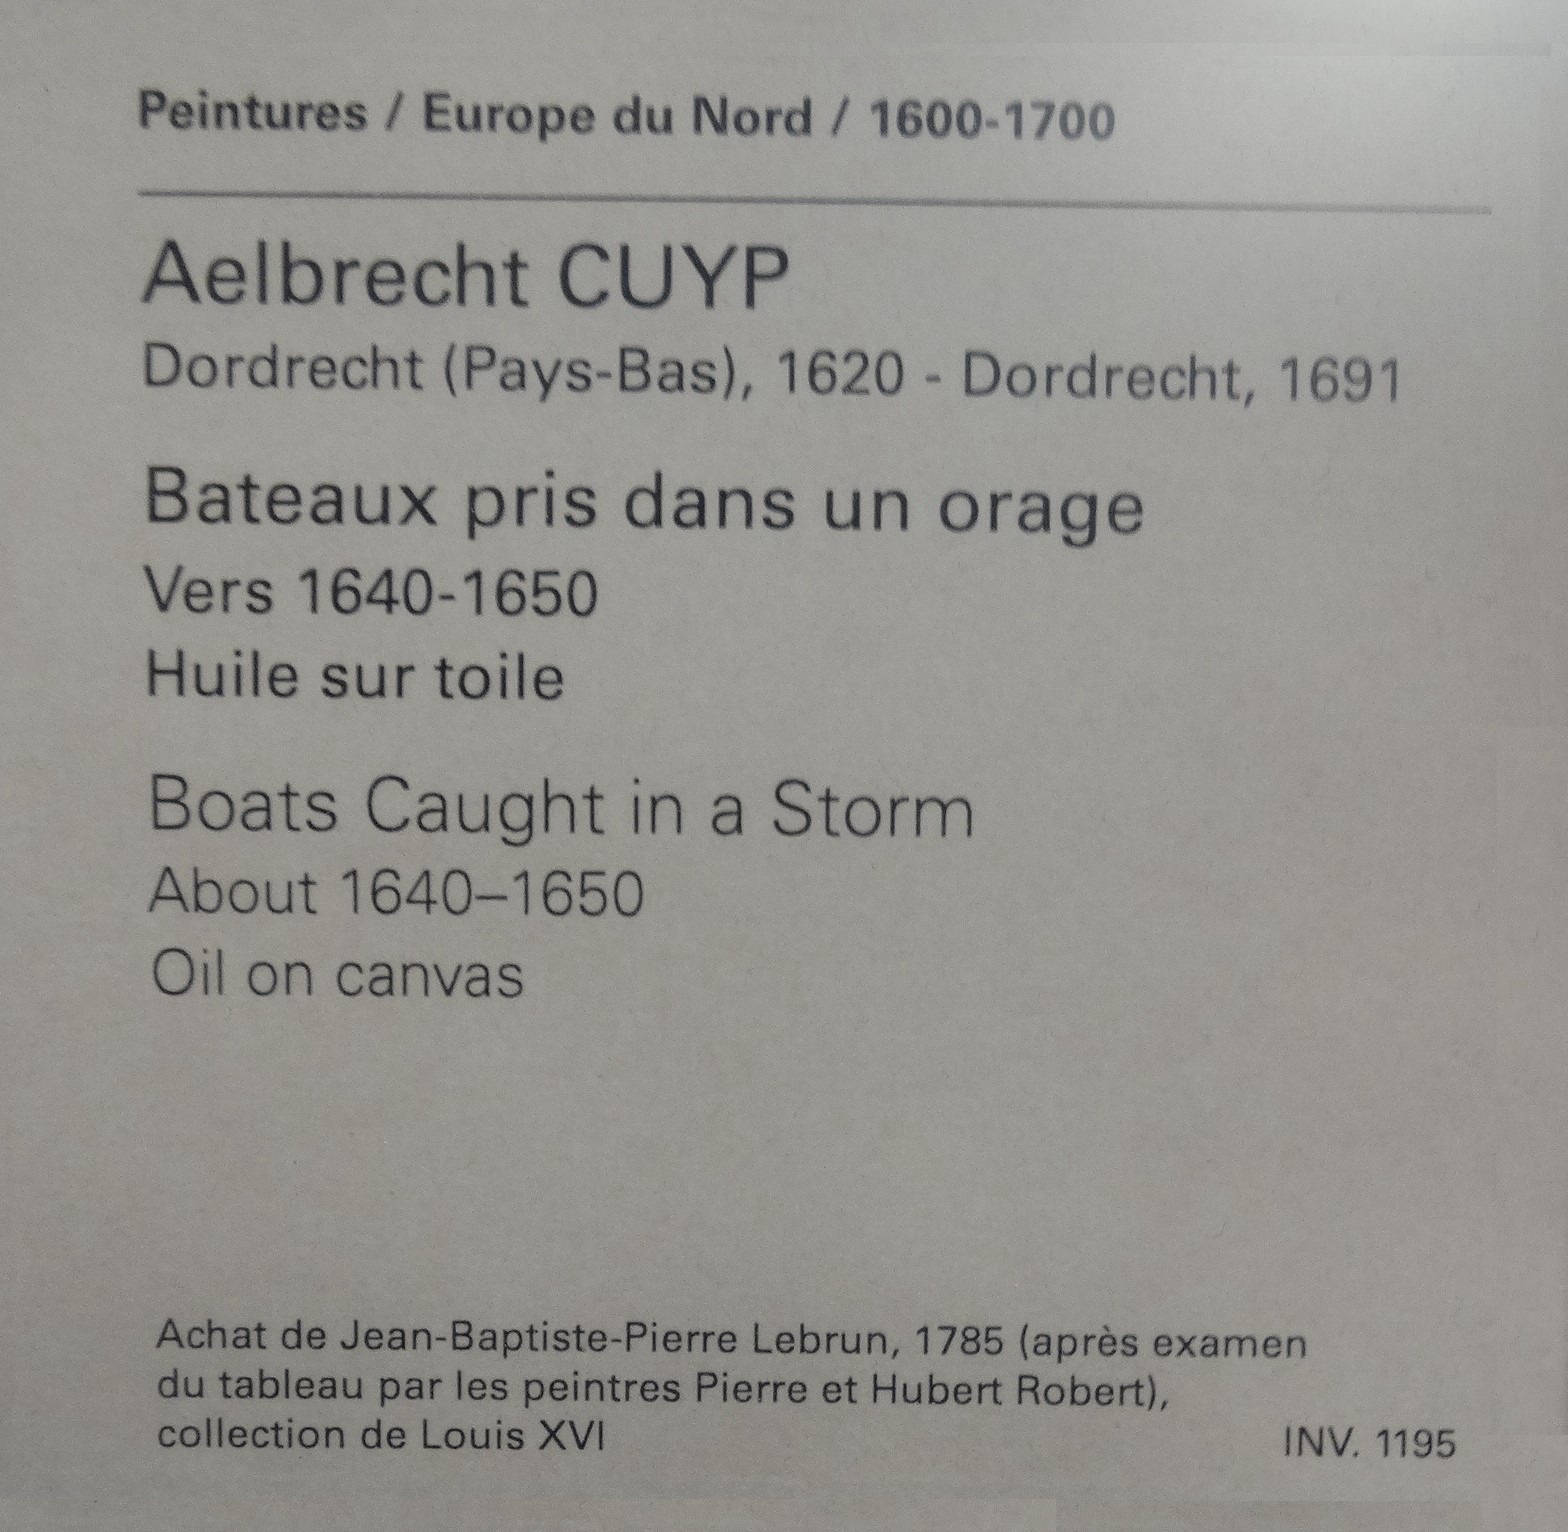 Peintures / Europe du Nord / 1600-1700
Aelbrecht CUYP
Dordrecht (Pays-Bas), 1620 - Dordrecht, 1691
Bateaux pris dans un orage
Vers 1640-1650
Huile sur toile
Boats Caught in a Storm
About 1640–1650
Oil on canvas
Achat de Jean-Baptiste-Pierre Lebrun, 1785 (après examen
du tableau par les peintres Pierre et Hubert Robert),
collection de Louis XVI
INV. 1195